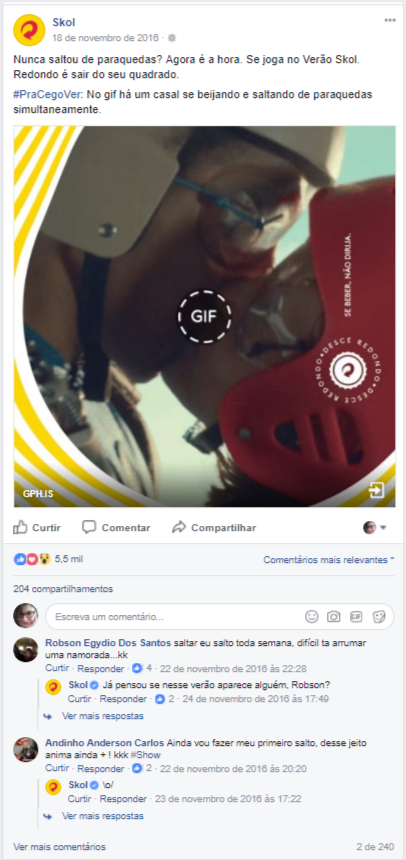 Skol
18 de novembro de 2016 ·
Nunca saltou de paraquedas? Agora é a hora. Se joga no Verão Skol.
Redondo é sair do seu quadrado.
#PraCegoVer: No gif há um casal se beijando e saltando de paraquedas
simultaneamente.
SE BEBER, NÃO DIRIJA.
GIF
DESCE REDONDO • DESCE REDONDO •
GPH.IS
Curtir Comentar Compartilhar
5,5 mil Comentários mais relevantes
204 compartilhamentos
Escreva um comentário...
GIF
Robson Egydio Dos Santos saltar eu salto toda semana, difícil ta arrumar
uma namorada...kk
Curtir · Responder · 4 · 22 de novembro de 2016 às 22:28
Skol Já pensou se nesse verão aparece alguém, Robson?
Curtir · Responder · 2 · 24 de novembro de 2016 às 17:49
Ver mais respostas
Andinho Anderson Carlos Ainda vou fazer meu primeiro salto, desse jeito
anima ainda + ! kkk #Show
Curtir · Responder · 2 · 22 de novembro de 2016 às 20:20
Skol \o/
Curtir · Responder · 23 de novembro de 2016 às 17:22
Ver mais respostas
Ver mais comentários 2 de 240